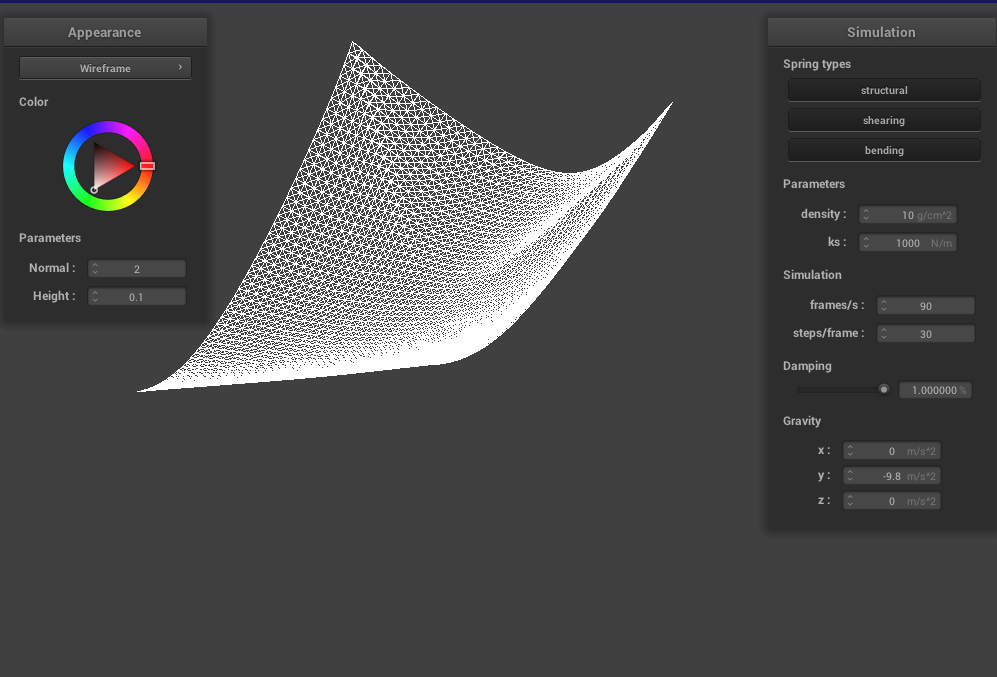 Appearance
Wireframe
Color
Parameters
Normal : 2
Height : 0.1
Simulation
Spring types
structural
shearing
bending
Parameters
density : 10 g/cm^2
ks : 1000 N/m
Simulation
frames/s : 90
steps/frame : 30
Damping
1.000000 %
Gravity
x : 0 m/s^2
y : -9.8 m/s^2
z : 0 m/s^2